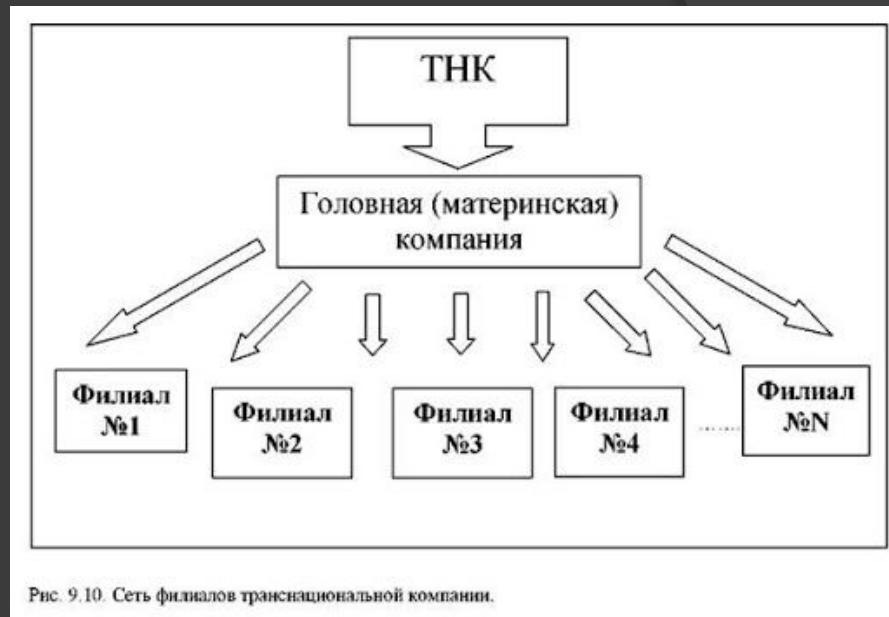 ТНК
Головная (материнская)
компания
Филиал
№1
Филиал
№2
Филиал
№3
Филиал
№4
........
Филиал
№N
Рис. 9.10. Сеть филиалов транснациональной компании.